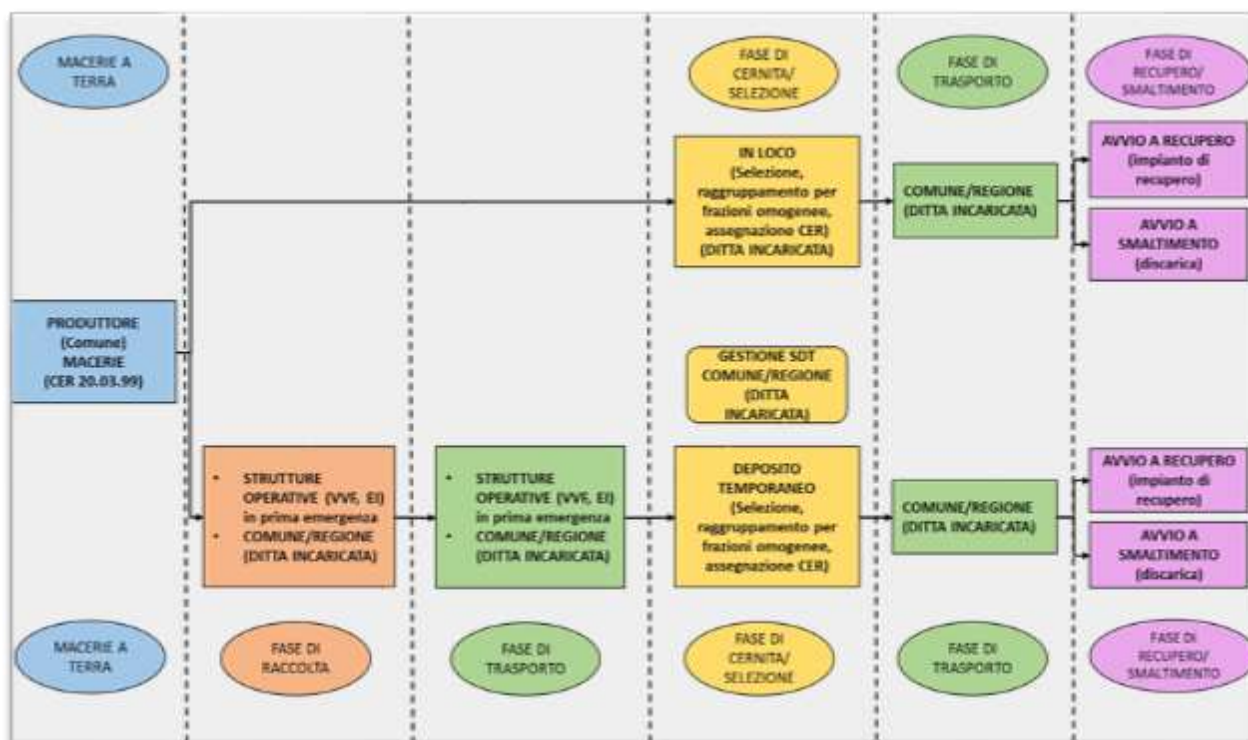 MACERIE A
TERRA
FASE DI
CERNITA/
SELEZIONE
FASE DI
TRASPORTO
FASE DI
RECUPERO/
SMALTIMENTO
IN LOCO
(Selezione,
raggruppamento per
frazioni omogenee,
assegnazione CER)
(DITTA INCARICATA)
COMUNE/REGIONE
(DITTA INCARICATA)
AVVIO A RECUPERO
(impianto di
recupero)
AVVIO A
SMALTIMENTO
(discarica)
PRODUTTORE
(Comune)
MACERIE
(CER 20.03.99)
GESTIONE SDT
COMUNE/REGIONE
(DITTA
INCARICATA)
• STRUTTURE
OPERATIVE (VVF, EI)
in prima emergenza
• COMUNE/REGIONE
(DITTA INCARICATA)
• STRUTTURE
OPERATIVE (VVF, EI)
in prima emergenza
• COMUNE/REGIONE
(DITTA INCARICATA)
DEPOSITO
TEMPORANEO
(Selezione,
raggruppamento per
frazioni omogenee,
assegnazione CER)
COMUNE/REGIONE
(DITTA INCARICATA)
AVVIO A RECUPERO
(impianto di
recupero)
AVVIO A
SMALTIMENTO
(discarica)
MACERIE A
TERRA
FASE DI
RACCOLTA
FASE DI
TRASPORTO
FASE DI
CERNITA/
SELEZIONE
FASE DI
TRASPORTO
FASE DI
RECUPERO/
SMALTIMENTO